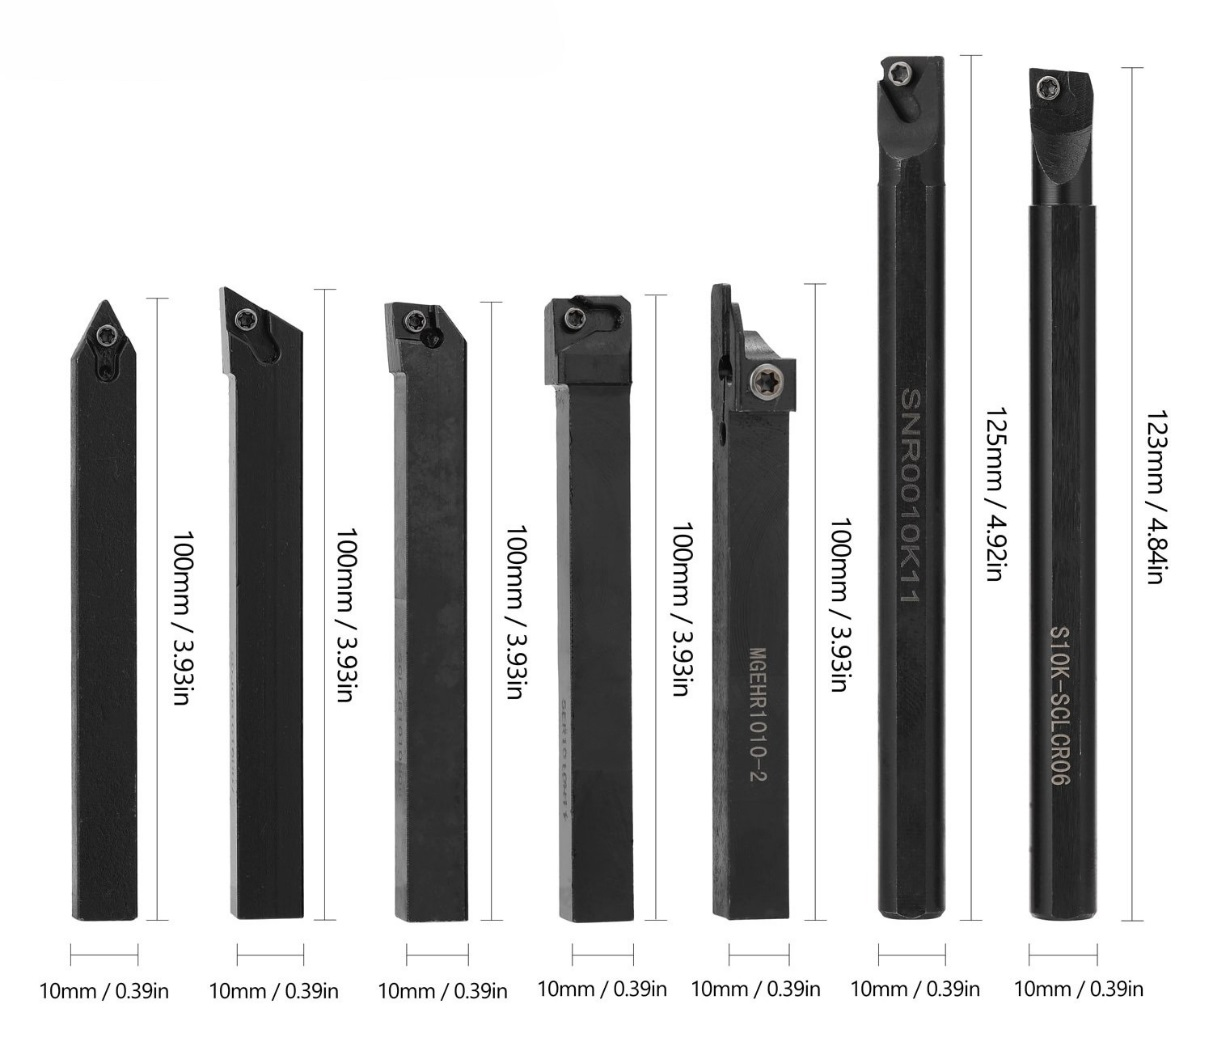 100mm / 3.93in
100mm / 3.93in
100mm / 3.93in
100mm / 3.93in
100mm / 3.93in
125mm / 4.92in
123mm / 4.84in
MGEHR1010-2
SNR0010K11
S10K-SCLCR06
10mm / 0.39in
10mm / 0.39in
10mm / 0.39in
10mm / 0.39in
10mm / 0.39in
10mm / 0.39in
10mm / 0.39in